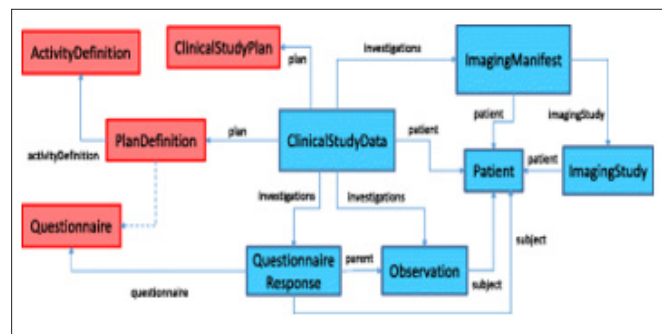 ActivityDefinition
ClinicalStudyPlan
plan
investigations
ImagingManifest
patient
imagingStudy
activityDefinition
PlanDefinition
plan
ClinicalStudyData
patient
Patient
patient
ImagingStudy
Questionnaire
investigations
investigations
subject
questionnaire
Questionnaire
Response
parent
Observation
subject